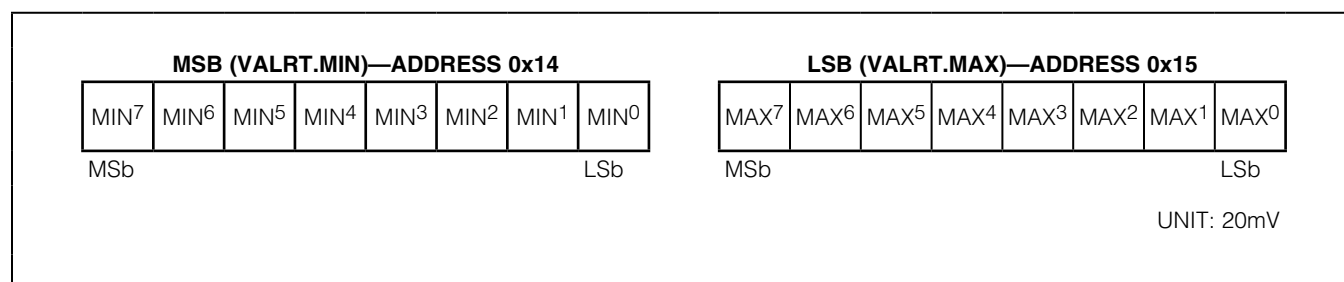 MSB (VALRT.MIN)—ADDRESS 0x14
MIN7 MIN6 MIN5 MIN4 MIN3 MIN2 MIN1 MIN0
MSb LSb
LSB (VALRT.MAX)—ADDRESS 0x15
MAX7 MAX6 MAX5 MAX4 MAX3 MAX2 MAX1 MAX0
MSb LSb
UNIT: 20mV